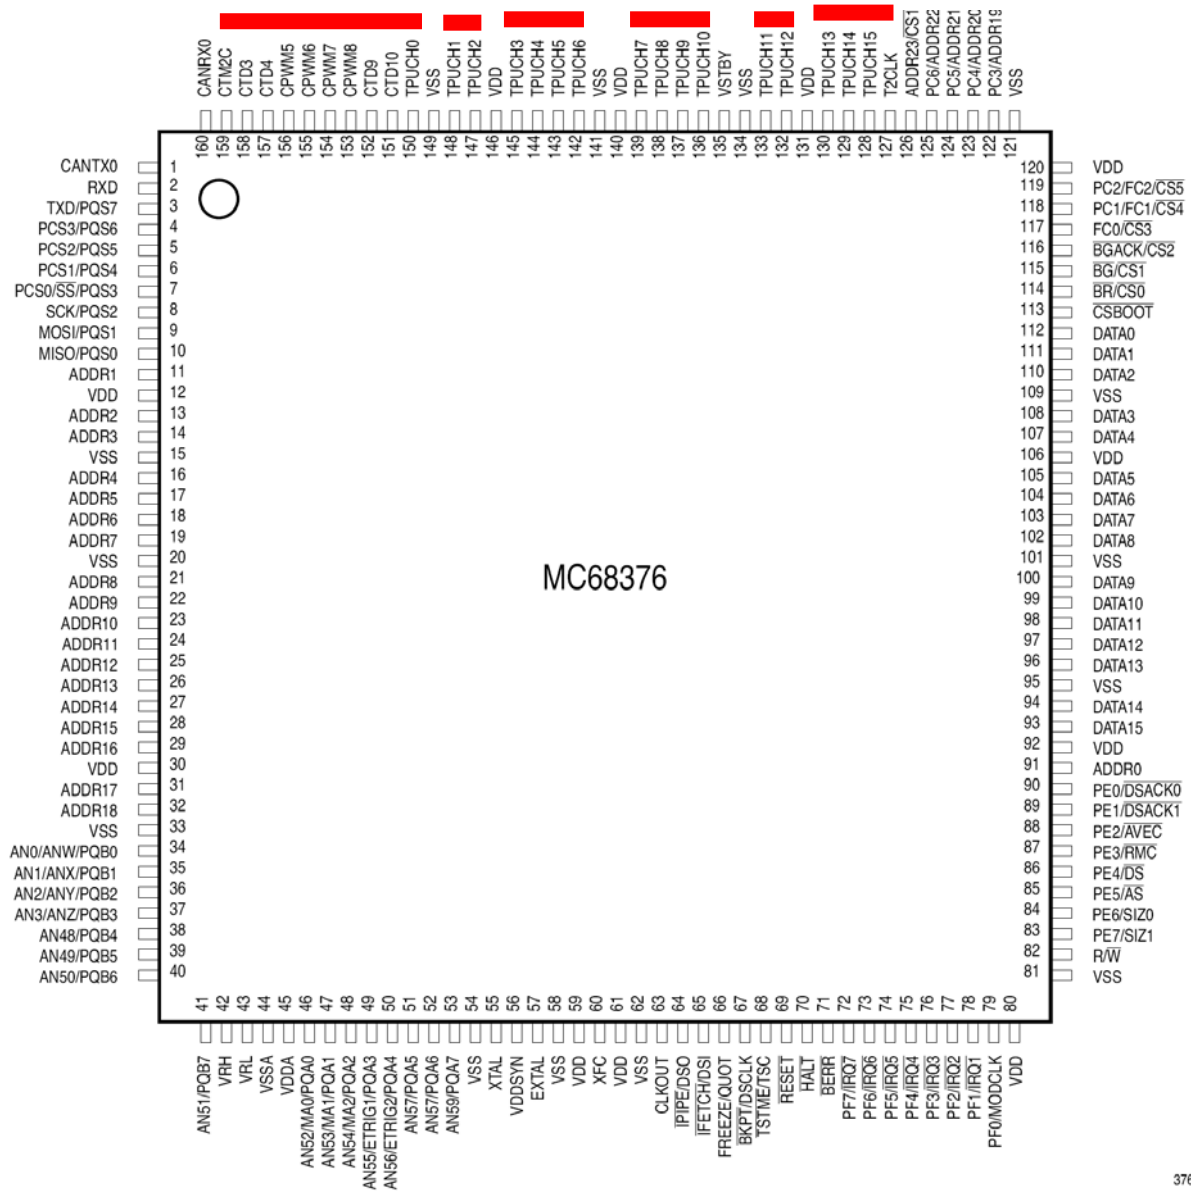 CANRX0
CTM2C
CTD3
CTD4
CPWM5
CPWM6
CPWM7
CPWM8
CTD9
CTD10
TPUCH0
VSS
TPUCH1
TPUCH2
VDD
TPUCH3
TPUCH4
TPUCH5
TPUCH6
VSS
VDD
TPUCH7
TPUCH8
TPUCH9
TPUCH10
VSTBY
VSS
TPUCH11
TPUCH12
VDD
TPUCH13
TPUCH14
TPUCH15
T2CLK
ADDR23/CS1
PC6/ADDR22
PC5/ADDR21
PC4/ADDR20
PC3/ADDR19
VSS
160 159 158 157 156 155 154 153 152 151 150 149 148 147 146 145 144 143 142 141 140 139 138 137 136 135 134 133 132 131 130 129 128 127 126 125 124 123 122 121
CANTX0 1
RXD 2
TXD/PQS7 3
PCS3/PQS6 4
PCS2/PQS5 5
PCS1/PQS4 6
PCS0/SS/PQS3 7
SCK/PQS2 8
MOSI/PQS1 9
MISO/PQS0 10
ADDR1 11
VDD 12
ADDR2 13
ADDR3 14
VSS 15
ADDR4 16
ADDR5 17
ADDR6 18
ADDR7 19
VSS 20
ADDR8 21
ADDR9 22
ADDR10 23
ADDR11 24
ADDR12 25
ADDR13 26
ADDR14 27
ADDR15 28
ADDR16 29
VDD 30
ADDR17 31
ADDR18 32
VSS 33
AN0/ANW/PQB0 34
AN1/ANX/PQB1 35
AN2/ANY/PQB2 36
AN3/ANZ/PQB3 37
AN48/PQB4 38
AN49/PQB5 39
AN50/PQB6 40
MC68376
120 VDD
119 PC2/FC2/CS5
118 PC1/FC1/CS4
117 FC0/CS3
116 BGACK/CS2
115 BG/CS1
114 BR/CS0
113 CSBOOT
112 DATA0
111 DATA1
110 DATA2
109 VSS
108 DATA3
107 DATA4
106 VDD
105 DATA5
104 DATA6
103 DATA7
102 DATA8
101 VSS
100 DATA9
99 DATA10
98 DATA11
97 DATA12
96 DATA13
95 VSS
94 DATA14
93 DATA15
92 VDD
91 ADDR0
90 PE0/DSACK0
89 PE1/DSACK1
88 PE2/AVEC
87 PE3/RMC
86 PE4/DS
85 PE5/AS
84 PE6/SIZ0
83 PE7/SIZ1
82 R/W
81 VSS
41 42 43 44 45 46 47 48 49 50 51 52 53 54 55 56 57 58 59 60 61 62 63 64 65 66 67 68 69 70 71 72 73 74 75 76 77 78 79 80
AN51/PQB7
VRH
VRL
VSSA
VDDA
AN52/MA0/PQA0
AN53/MA1/PQA1
AN54/MA2/PQA2
AN55/ETRIG1/PQA3
AN56/ETRIG2/PQA4
AN57/PQA5
AN57/PQA6
AN59/PQA7
VSS
XTAL
VDDSYN
EXTAL
VSS
VDD
XFC
VDD
VSS
CLKOUT
IPIPE/DSO
IFETCH/DSI
FREEZE/QUOT
BKPT/DSCLK
TSTME/TSC
RESET
HALT
BERR
PF7/IRQ7
PF6/IRQ6
PF5/IRQ5
PF4/IRQ4
PF3/IRQ3
PF2/IRQ2
PF1/IRQ1
PF0/MODCLK
VDD
376